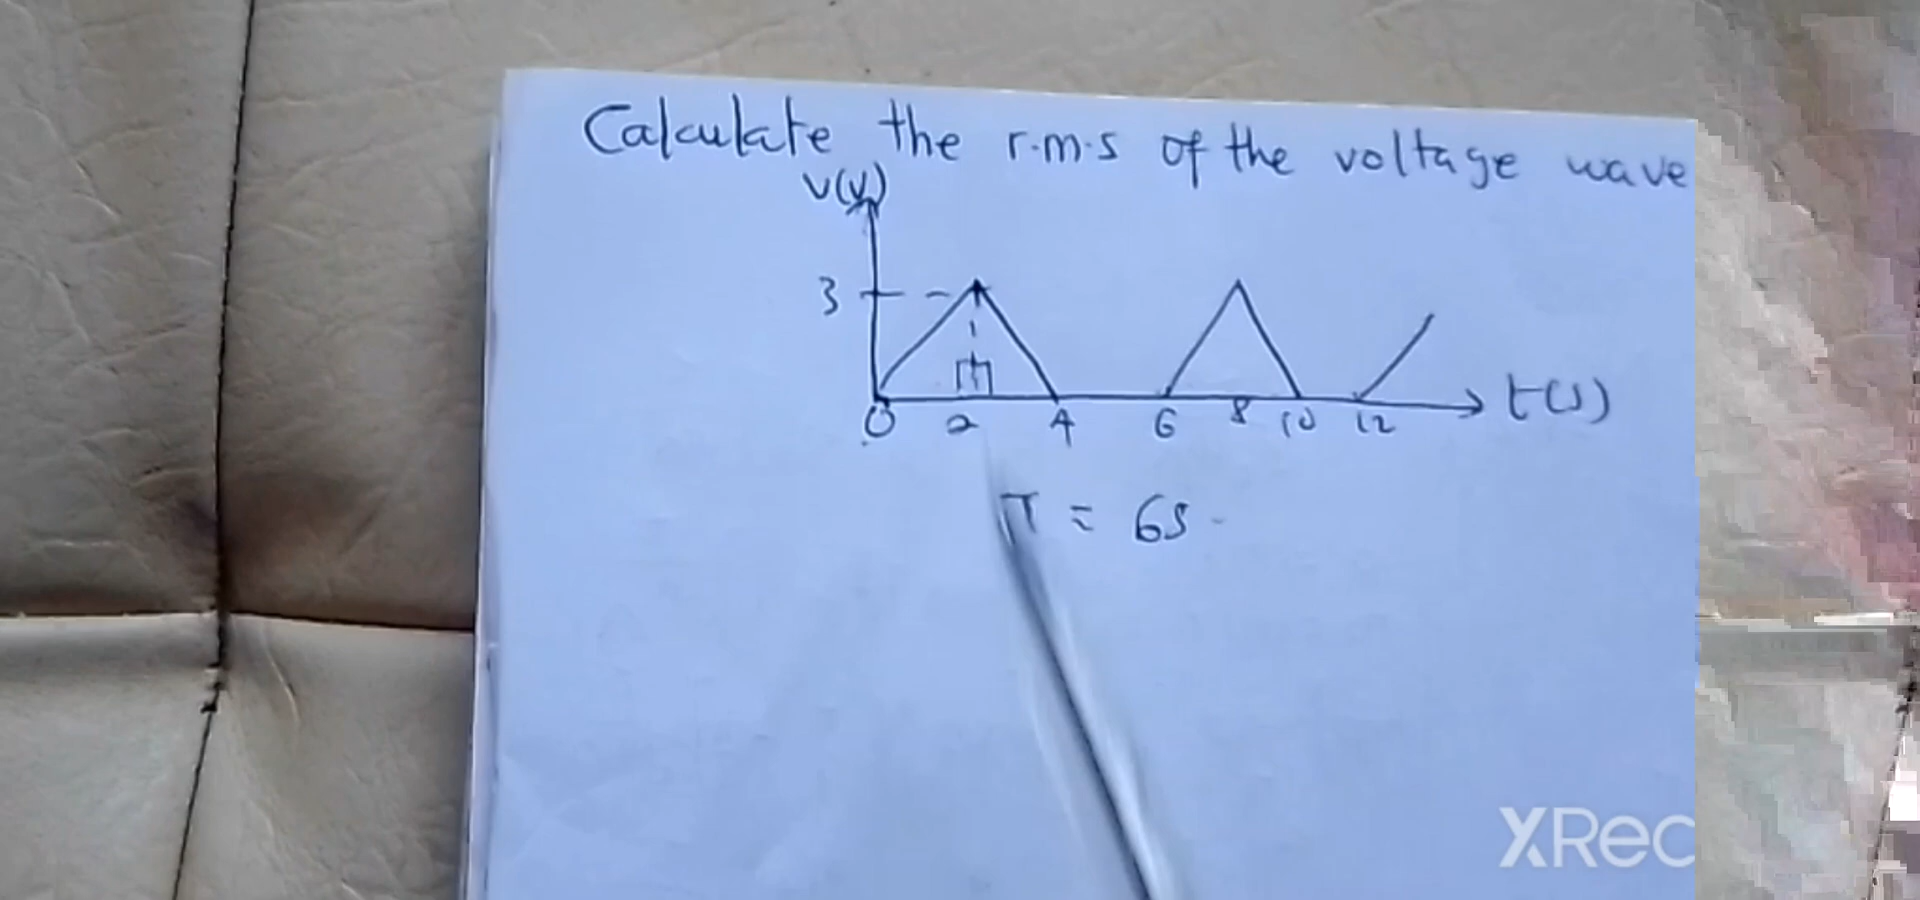 Calculate the r.m.s of the voltage wave
v(v)
3
0 2 4 6 8 10 12 t(s)
T = 6s
XRec